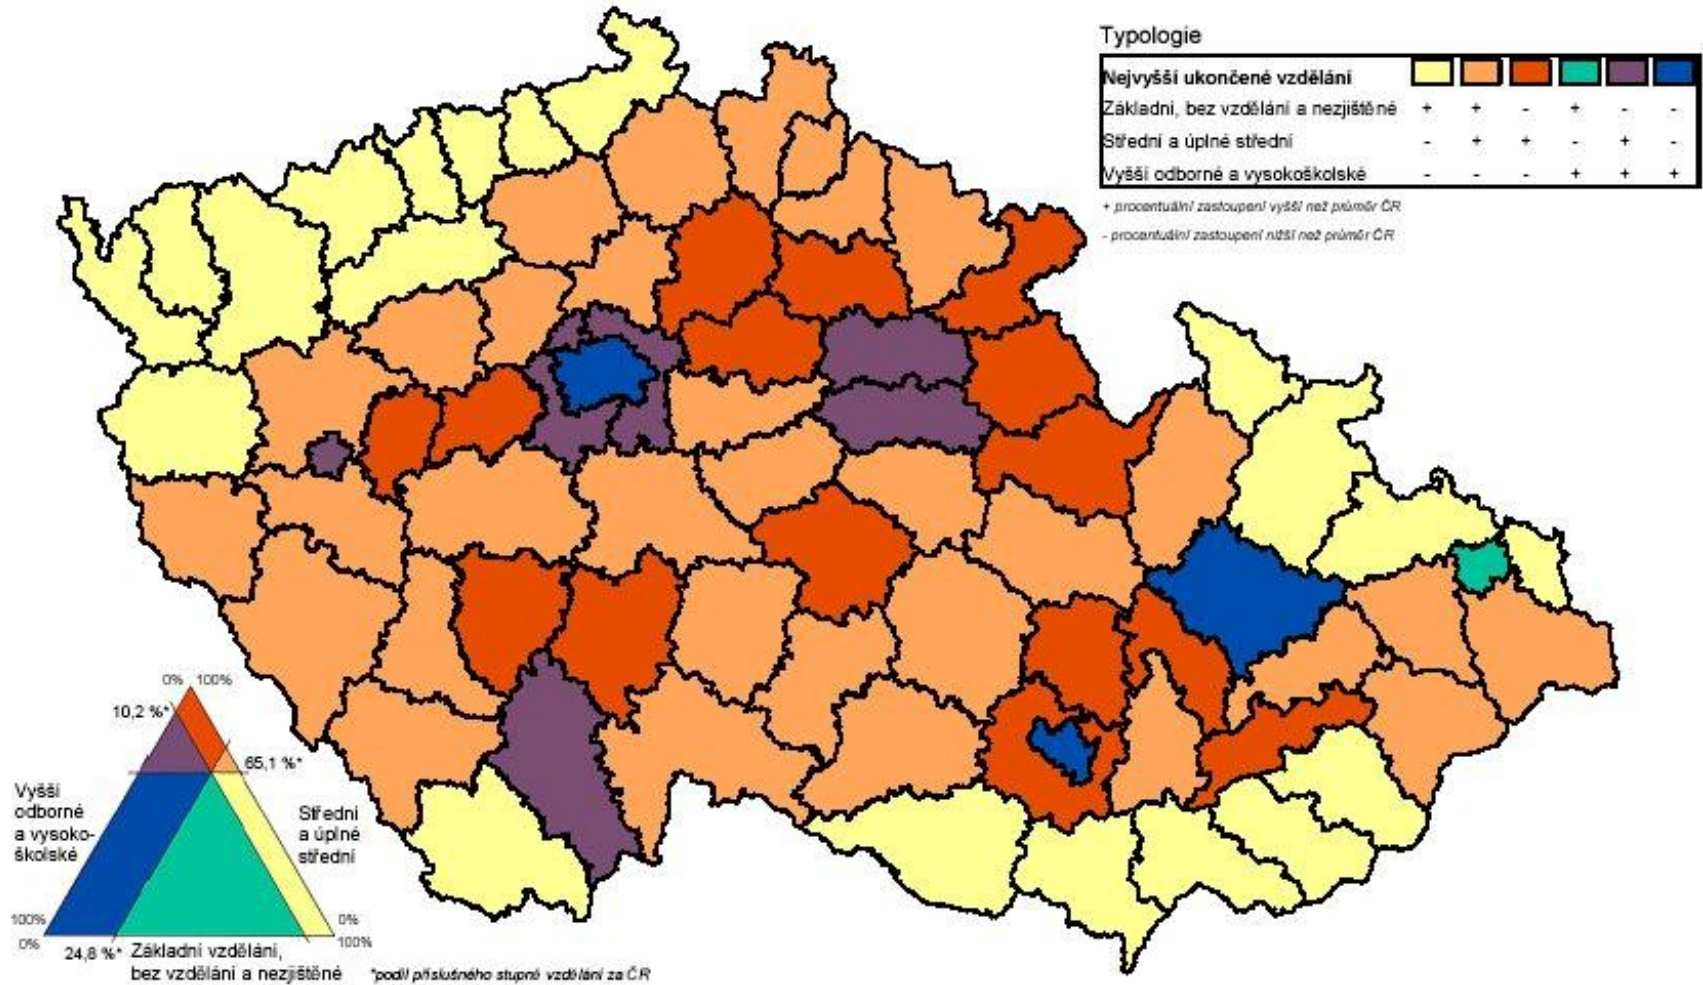 Typologie
Nejvyšší ukončené vzdělání
Základní, bez vzdělání a nezjištěné + + - + - -
Střední a úplné střední - + + - + -
Vyšší odborné a vysokoškolské - - - + + +
+ procentuální zastoupení vyšší než průměr ČR
- procentuální zastoupení nižší než průměr ČR
0% 100%
10,2 %*
65,1 %*
Vyšší
odborné
a vysoko-
školské
Střední
a úplné
střední
100%
0%
0%
100%
24,8 %*
Základní vzdělání,
bez vzdělání a nezjištěné
*podíl příslušného stupně vzdělání za ČR